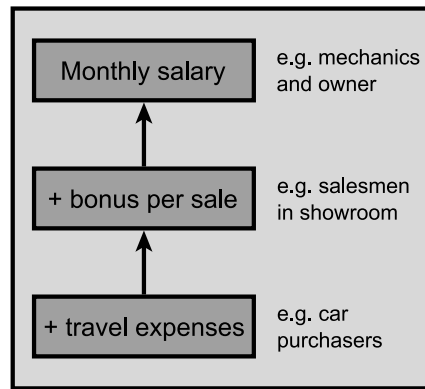 Monthly salary
e.g. mechanics
and owner
+ bonus per sale
e.g. salesmen
in showroom
+ travel expenses
e.g. car
purchasers